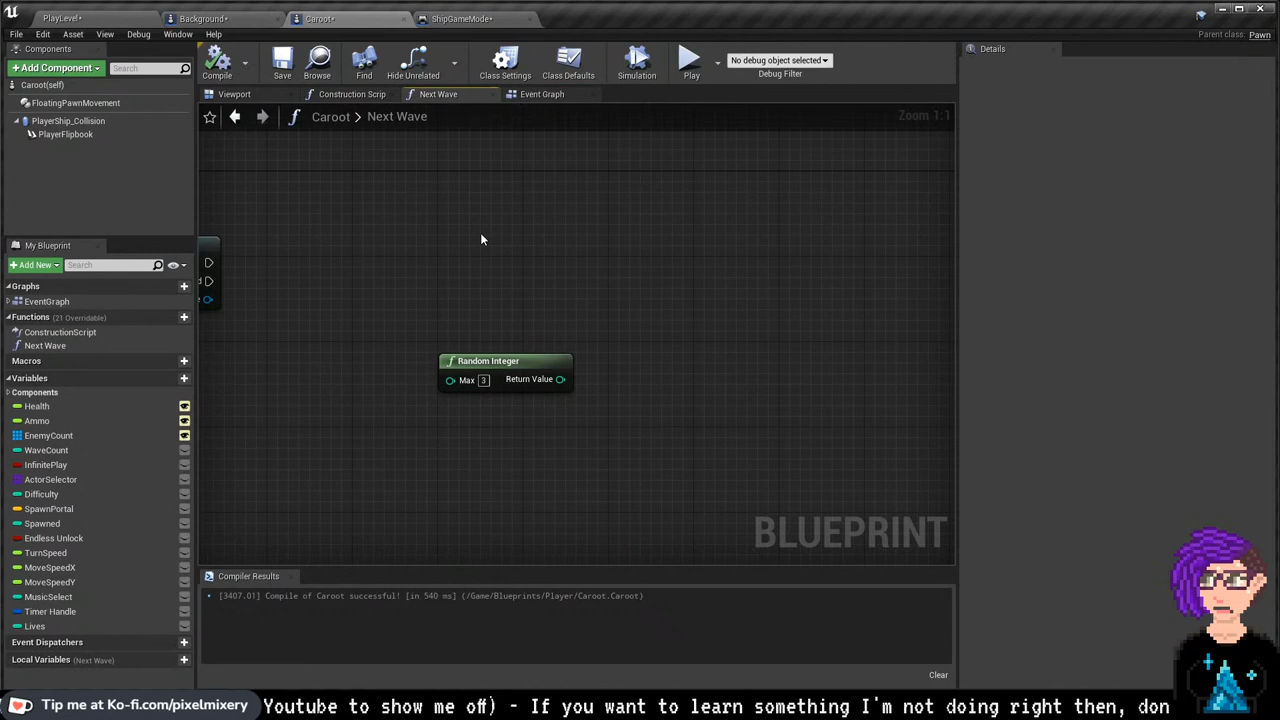 PlayLevel•
Background•
Caroot•
ShipGameMode•
File Edit Asset View Debug Window Help
Parent class: Pawn
Components
Add Component
Search
Caroot(self)
FloatingPawnMovement
PlayerShip_Collision
PlayerFlipbook
Compile
Save
Browse
Find
Hide Unrelated
Class Settings
Class Defaults
Simulation
Play
No debug object selected
Debug Filter
Details
Viewport
Construction Scrip
Next Wave
Event Graph
Caroot > Next Wave
Zoom 1:1
Random Integer
Max 3 Return Value
BLUEPRINT
My Blueprint
Add New
Search
Graphs
EventGraph
Functions (21 Overridable)
ConstructionScript
Next Wave
Macros
Variables
Components
Health
Ammo
EnemyCount
WaveCount
InfinitePlay
ActorSelector
Difficulty
SpawnPortal
Spawned
Endless Unlock
TurnSpeed
MoveSpeedX
MoveSpeedY
MusicSelect
Timer Handle
Lives
Event Dispatchers
Local Variables (Next Wave)
Compiler Results
[3407.01] Compile of Caroot successful! [in 540 ms] (/Game/Blueprints/Player/Caroot.Caroot)
Clear
Tip me at Ko-fi.com/pixelmixery
Youtube to show me off) - If you want to learn something I'm not doing right then, don